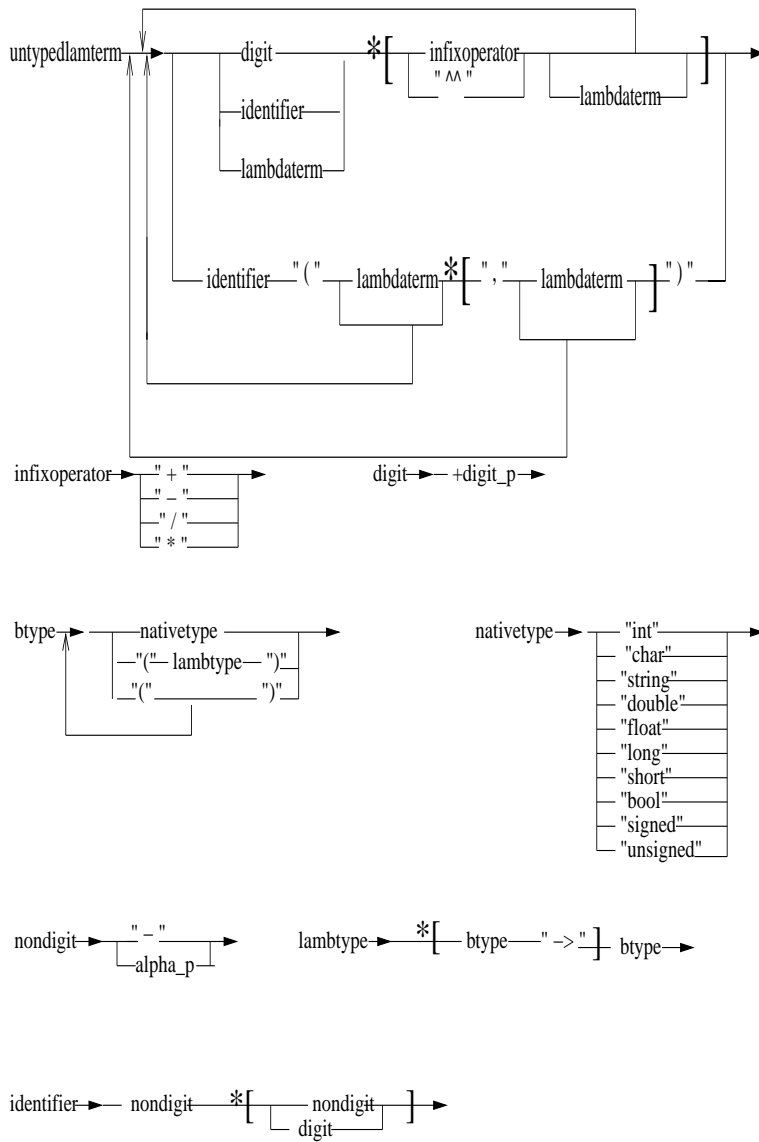 untypedlamterm digit *[ infixoperator ]
" ^^ "
identifier lambdaterm
lambdaterm
identifier " ( " lambdaterm *[ " , " lambdaterm ] " ) "
infixoperator " + " digit +digit_p
" – "
" / "
" * "
btype nativetype nativetype "int"
"(" lambtype ")" "char"
"(" ")" "string"
"double"
"float"
"long"
"short"
"bool"
"signed"
"unsigned"
nondigit " – " lambtype *[ btype " –> " ] btype
alpha_p
identifier nondigit *[ nondigit ]
digit